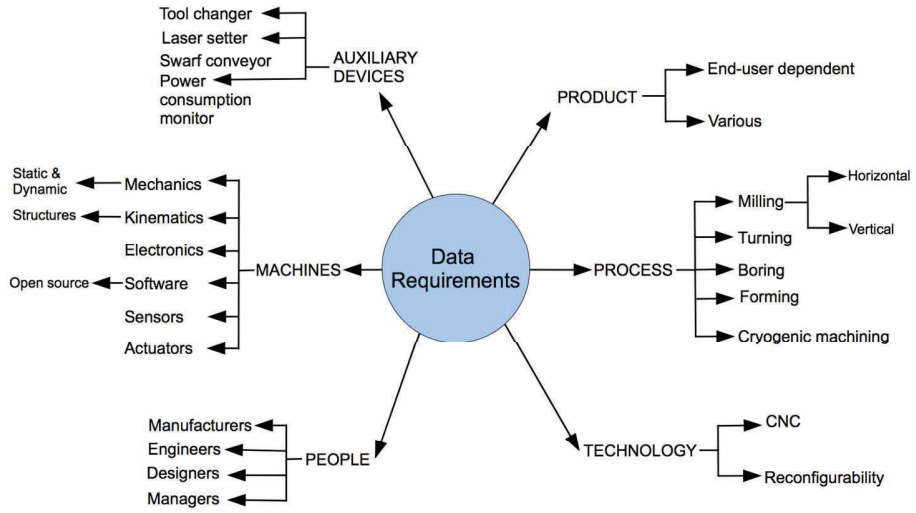 Tool changer
Laser setter
Swarf conveyor
Power
consumption
monitor
AUXILIARY
DEVICES
PRODUCT
End-user dependent
Various
Static &
Dynamic
Mechanics
Structures
Kinematics
Electronics
Open source
Software
Sensors
Actuators
MACHINES
Data
Requirements
PROCESS
Milling
Horizontal
Vertical
Turning
Boring
Forming
Cryogenic machining
Manufacturers
Engineers
Designers
Managers
PEOPLE
TECHNOLOGY
CNC
Reconfigurability